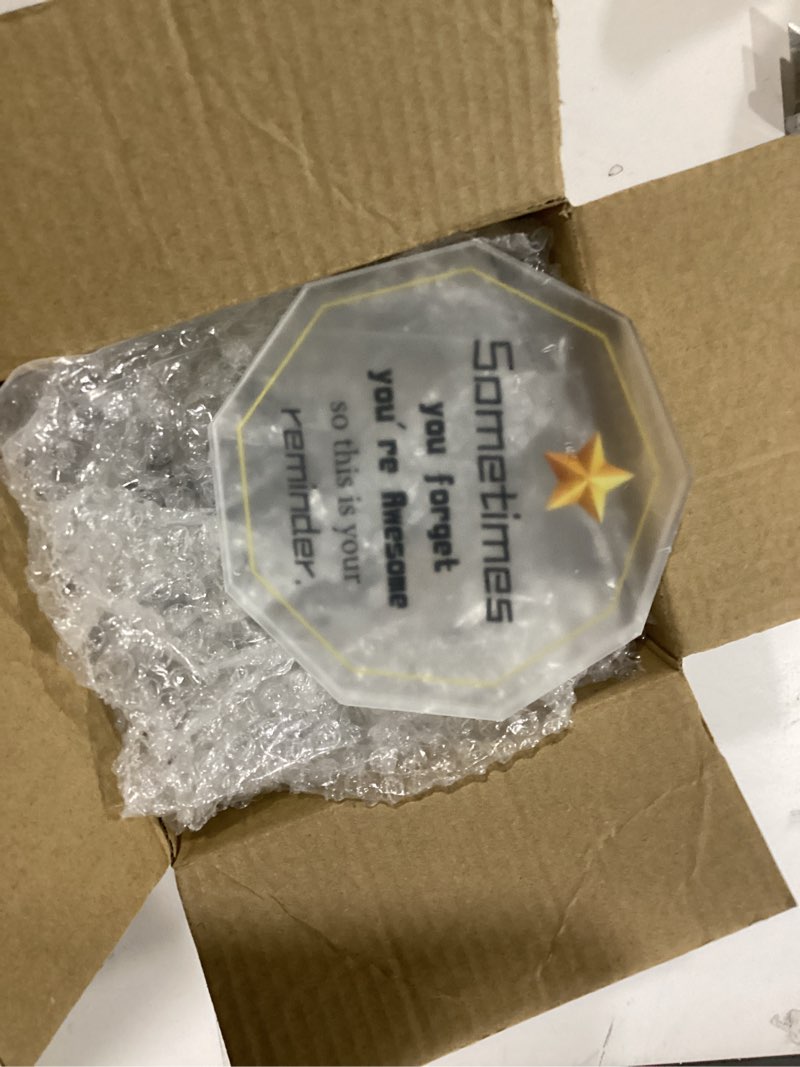 Sometimes
you forget
you're Awesome
so this is your
reminder.